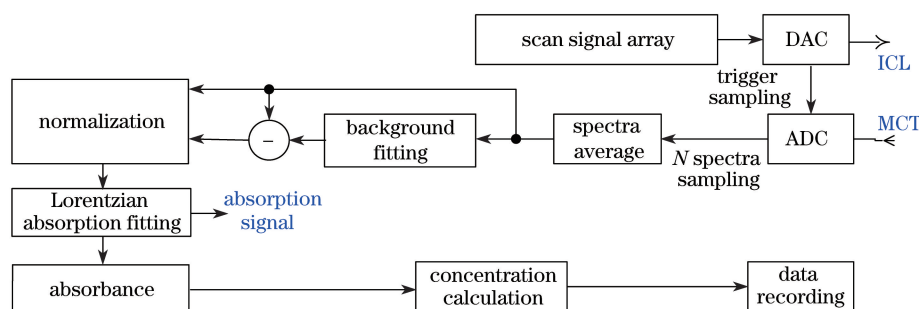 scan signal array
DAC
ICL
trigger
sampling
normalization
−
background
fitting
spectra
average
ADC
MCT
N spectra
sampling
Lorentzian
absorption fitting
absorption
signal
absorbance
concentration
calculation
data
recording